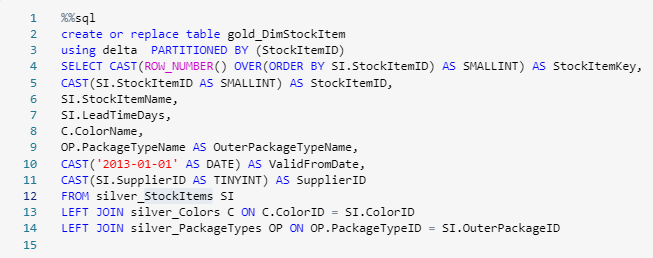 1 %%sql
2 create or replace table gold_DimStockItem
3 using delta  PARTITIONED BY (StockItemID)
4 SELECT CAST(ROW_NUMBER() OVER(ORDER BY SI.StockItemID) AS SMALLINT) AS StockItemKey,
5 CAST(SI.StockItemID AS SMALLINT) AS StockItemID,
6 SI.StockItemName,
7 SI.LeadTimeDays,
8 C.ColorName,
9 OP.PackageTypeName AS OuterPackageTypeName,
10 CAST('2013-01-01' AS DATE) AS ValidFromDate,
11 CAST(SI.SupplierID AS TINYINT) AS SupplierID
12 FROM silver_StockItems SI
13 LEFT JOIN silver_Colors C ON C.ColorID = SI.ColorID
14 LEFT JOIN silver_PackageTypes OP ON OP.PackageTypeID = SI.OuterPackageID
15